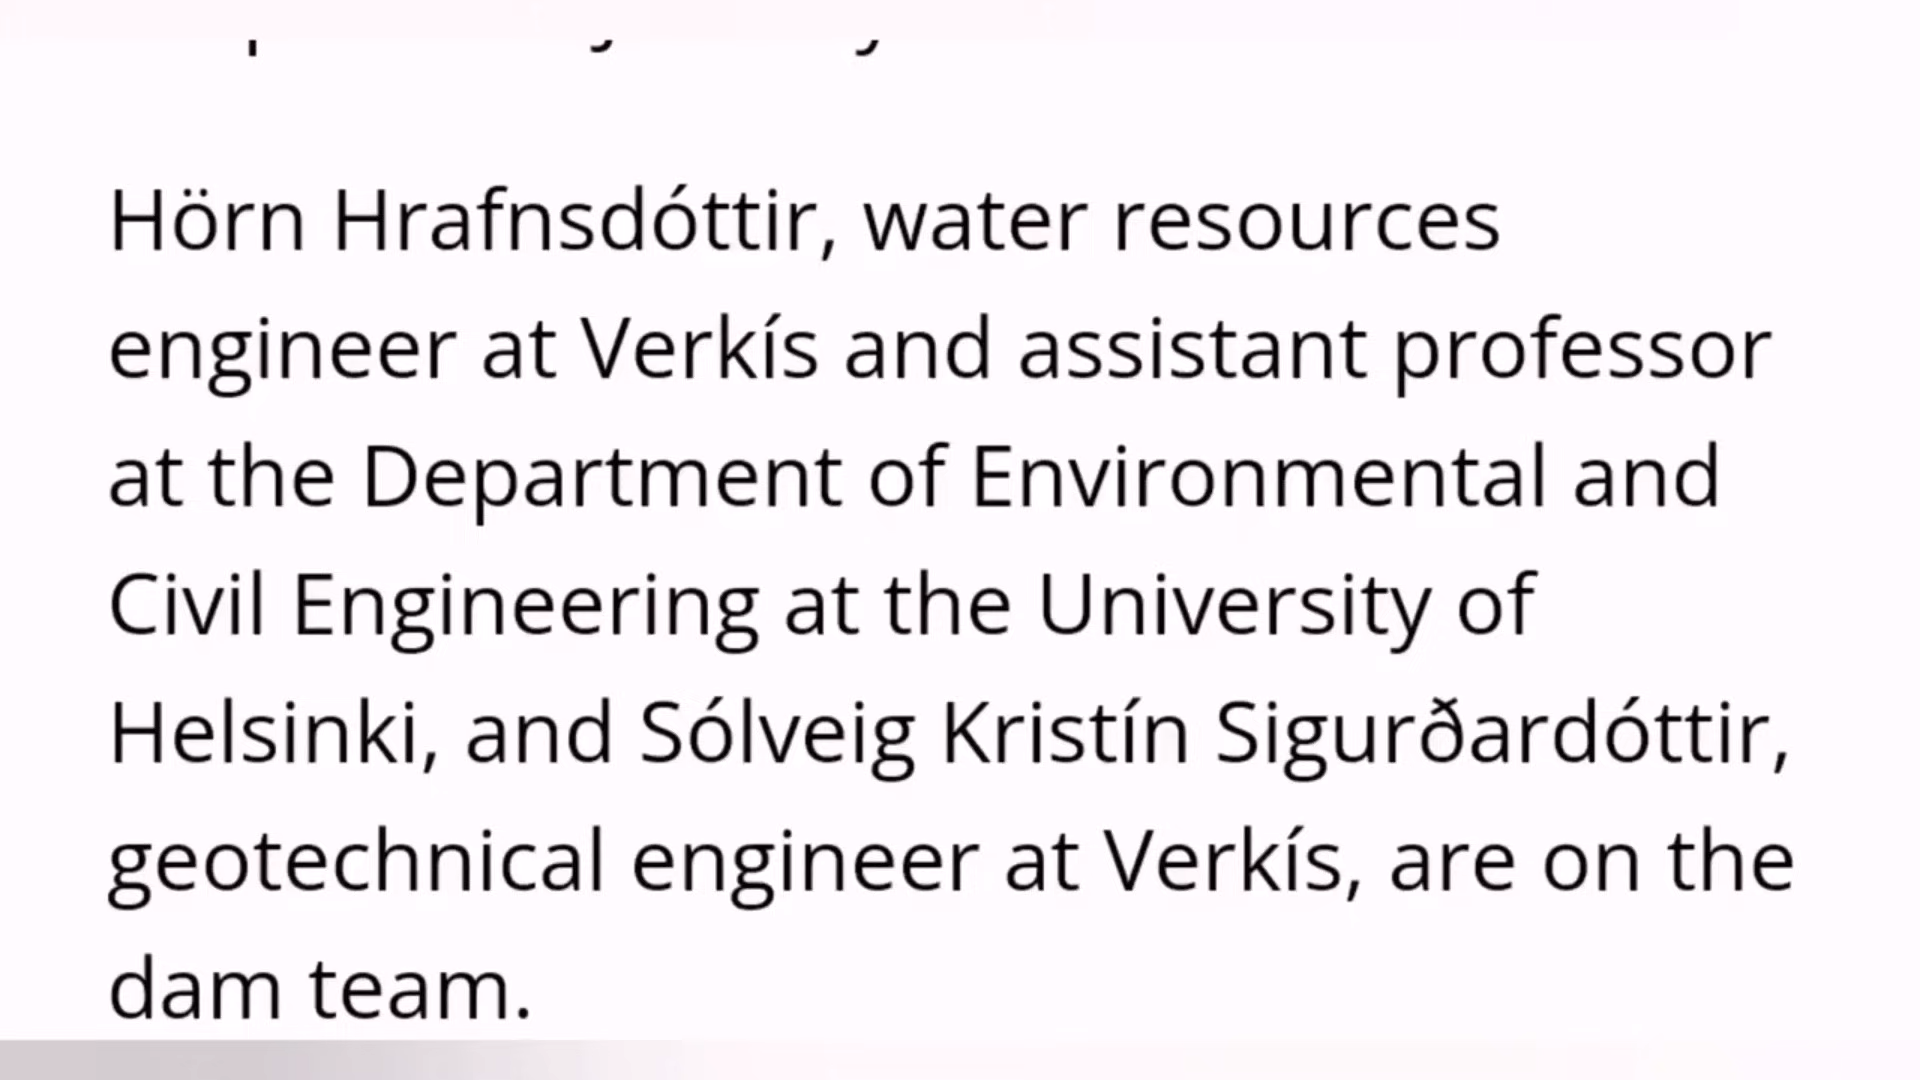 Hörn Hrafnsdóttir, water resources
engineer at Verkís and assistant professor
at the Department of Environmental and
Civil Engineering at the University of
Helsinki, and Sólveig Kristín Sigurðardóttir,
geotechnical engineer at Verkís, are on the
dam team.